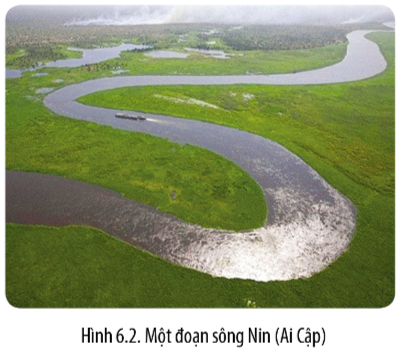 Hình 6.2. Một đoạn sông Nin (Ai Cập)